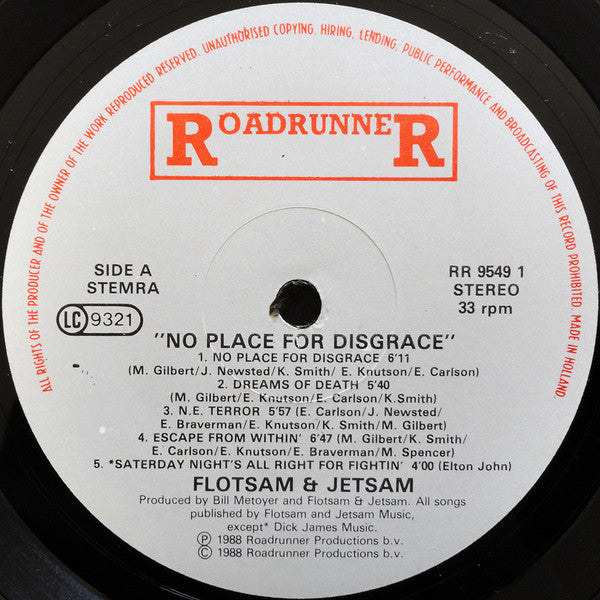 ALL RIGHTS OF THE PRODUCER AND OF THE OWNER OF THE WORK REPRODUCED RESERVED. UNAUTHORISED COPYING, HIRING, LENDING, PUBLIC PERFORMANCE AND BROADCASTING OF THIS RECORD PROHIBITED. MADE IN HOLLAND.
ROADRUNNER
SIDE A
STEMRA
LC 9321
RR 9549 1
STEREO
33 rpm
"NO PLACE FOR DISGRACE"
1. NO PLACE FOR DISGRACE 6'11
(M. Gilbert/J. Newsted/K. Smith/E. Knutson/E. Carlson)
2. DREAMS OF DEATH 5'40
(M. Gilbert/E. Knutson/E. Carlson/K.Smith)
3. N.E. TERROR 5'57 (E. Carlson/J. Newsted/
E. Braverman/E. Knutson/K. Smith/M. Gilbert)
4. ESCAPE FROM WITHIN' 6'47 (M. Gilbert/K. Smith/
E. Carlson/E. Knutson/E. Braverman/M. Spencer)
5. *SATERDAY NIGHT'S ALL RIGHT FOR FIGHTIN' 4'00 (Elton John)
FLOTSAM & JETSAM
Produced by Bill Metoyer and Flotsam & Jetsam. All songs
published by Flotsam and Jetsam Music,
except* Dick James Music.
Ⓟ 1988 Roadrunner Productions b.v.
© 1988 Roadrunner Productions b.v.